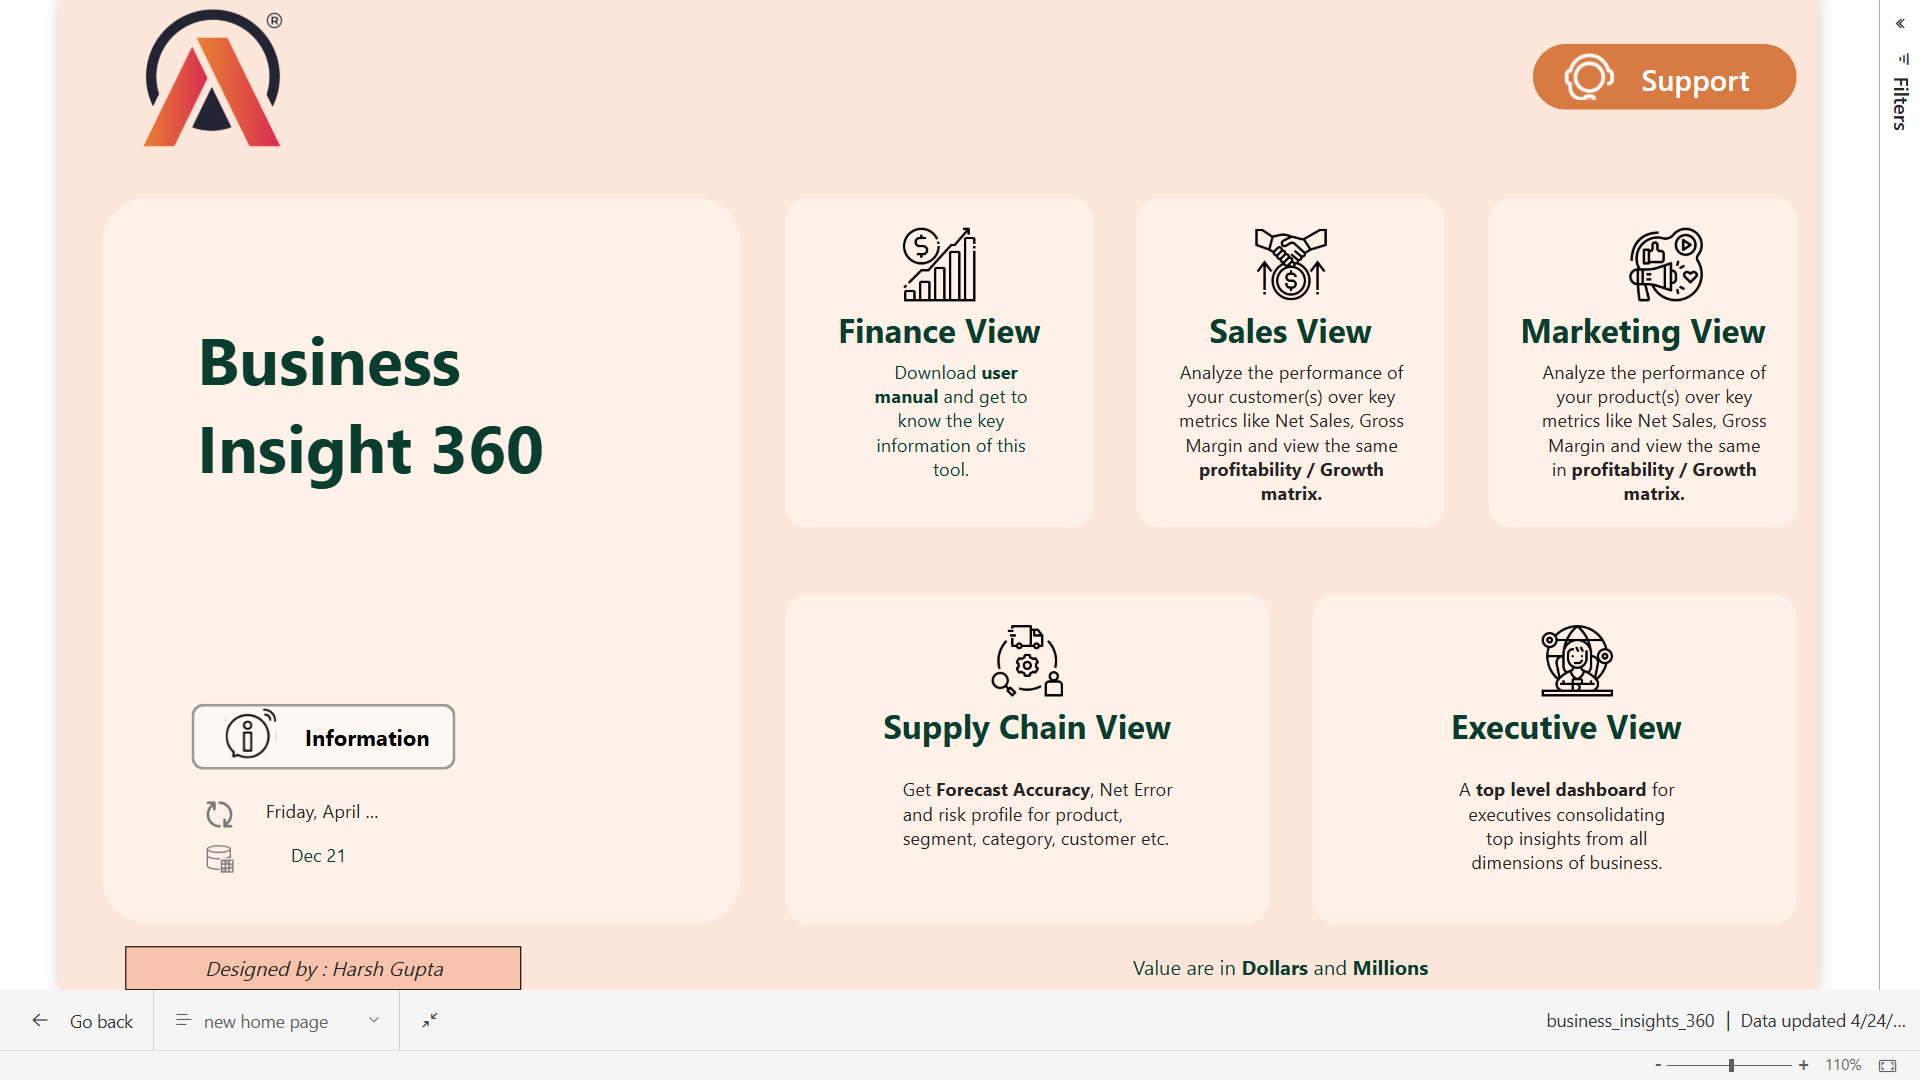 ®
Support
Filters
Business
Insight 360
Finance View
Download user
manual and get to
know the key
information of this
tool.
Sales View
Analyze the performance of
your customer(s) over key
metrics like Net Sales, Gross
Margin and view the same
profitability / Growth
matrix.
Marketing View
Analyze the performance of
your product(s) over key
metrics like Net Sales, Gross
Margin and view the same
in profitability / Growth
matrix.
Information
Friday, April ...
Dec 21
Supply Chain View
Get Forecast Accuracy, Net Error
and risk profile for product,
segment, category, customer etc.
Executive View
A top level dashboard for
executives consolidating
top insights from all
dimensions of business.
Designed by : Harsh Gupta
Value are in Dollars and Millions
Go back
new home page
business_insights_360 | Data updated 4/24/...
- + 110%